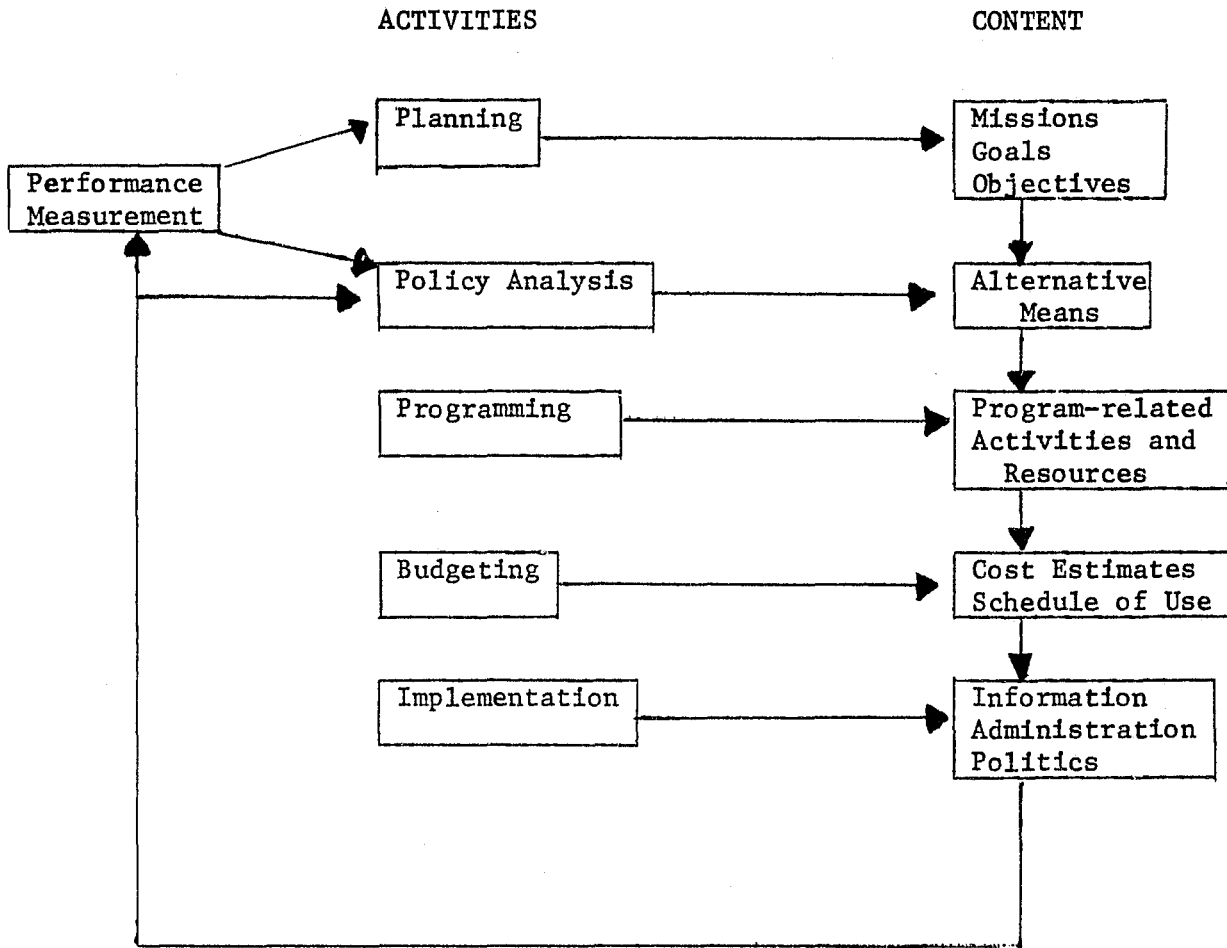 ACTIVITIES
CONTENT
Planning
Missions
Goals
Objectives
Performance
Measurement
Policy Analysis
Alternative
Means
Programming
Program-related
Activities and
Resources
Budgeting
Cost Estimates
Schedule of Use
Implementation
Information
Administration
Politics